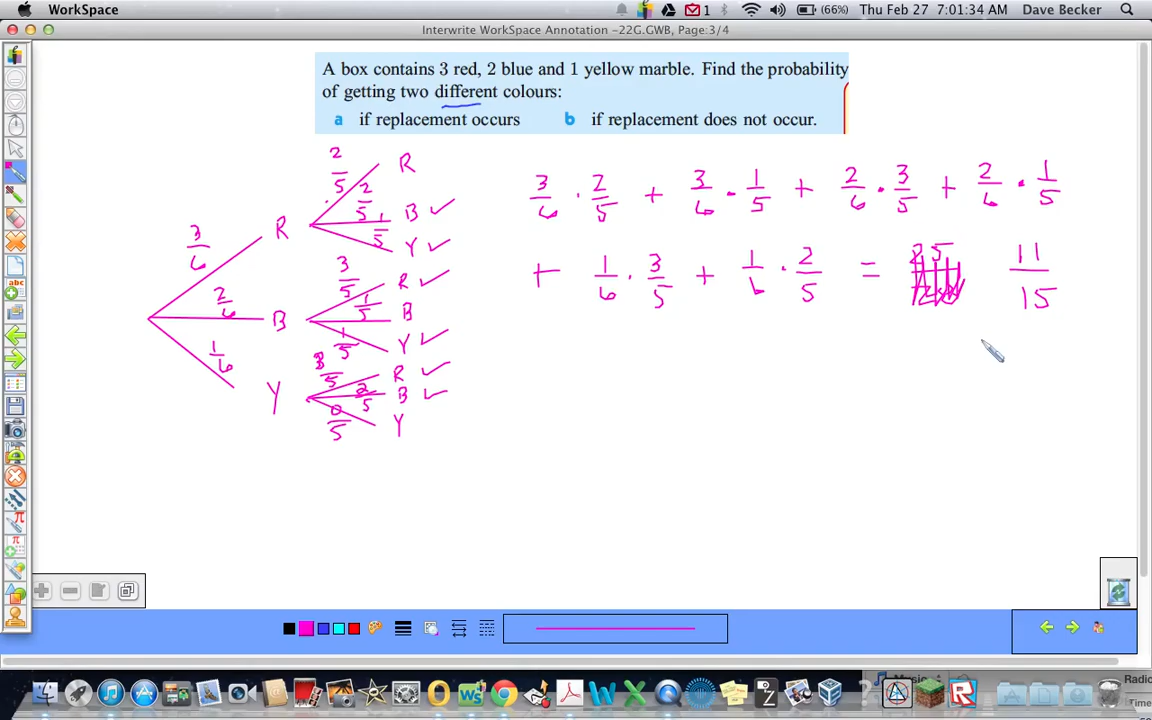 WorkSpace
1
(66%)
Thu Feb 27 7:01:34 AM
Dave Becker
Interwrite WorkSpace Annotation -22G.GWB, Page:3/4
A box contains 3 red, 2 blue and 1 yellow marble. Find the probability
of getting two different colours:
a if replacement occurs b if replacement does not occur.
3/6 R
2/5 R
2/5 B ✓
1/5 Y ✓
2/6 B
3/5 R ✓
1/5 B
1/5 Y ✓
1/6 Y
3/5 R ✓
2/5 B ✓
0/5 Y
3/6 · 2/5 + 3/6 · 1/5 + 2/6 · 3/5 + 2/6 · 1/5
+ 1/6 · 3/5 + 1/6 · 2/5 = 11/15
abc
Radio
Time